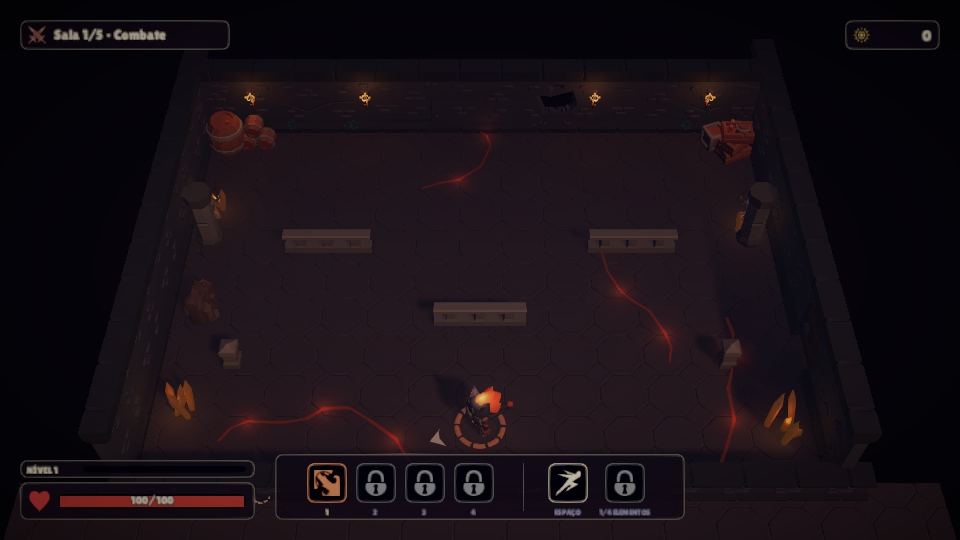 Sala 1/5 - Combate
0
NÍVEL 1
100/100
1
2
3
4
ESPAÇO
1/4 ELEMENTOS